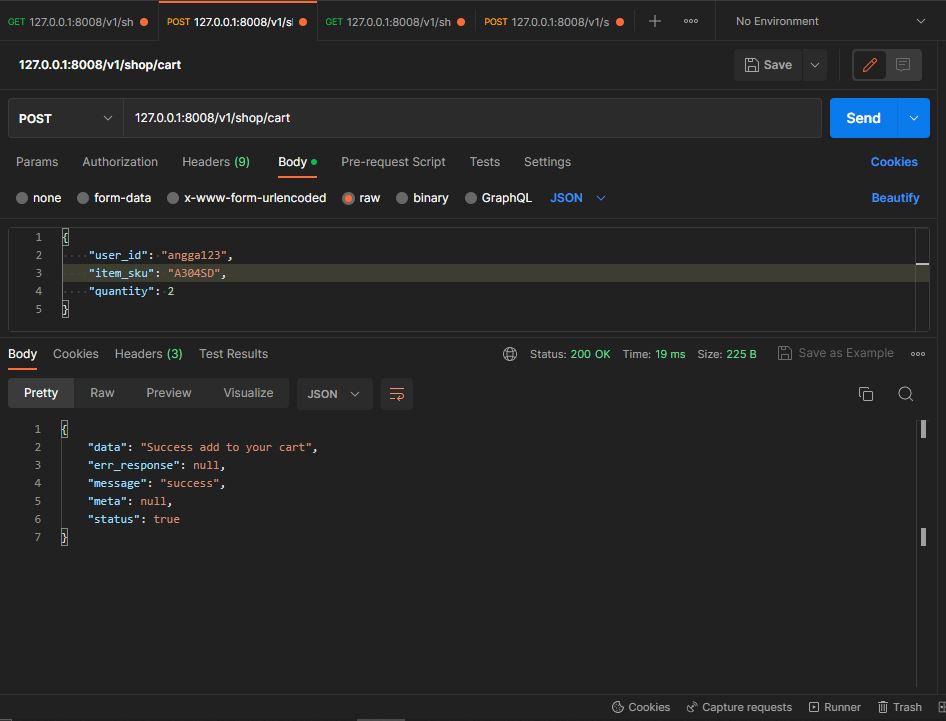 GET 127.0.0.1:8008/v1/sh POST 127.0.0.1:8008/v1/sl GET 127.0.0.1:8008/v1/sh POST 127.0.0.1:8008/v1/s No Environment
127.0.0.1:8008/v1/shop/cart Save
POST 127.0.0.1:8008/v1/shop/cart Send
Params Authorization Headers (9) Body Pre-request Script Tests Settings Cookies
none form-data x-www-form-urlencoded raw binary GraphQL JSON Beautify
1 {
2 "user_id": "angga123",
3 "item_sku": "A304SD",
4 "quantity": 2
5 }
Body Cookies Headers (3) Test Results Status: 200 OK Time: 19 ms Size: 225 B Save as Example
Pretty Raw Preview Visualize JSON
1 {
2 "data": "Success add to your cart",
3 "err_response": null,
4 "message": "success",
5 "meta": null,
6 "status": true
7 }
Cookies Capture requests Runner Trash